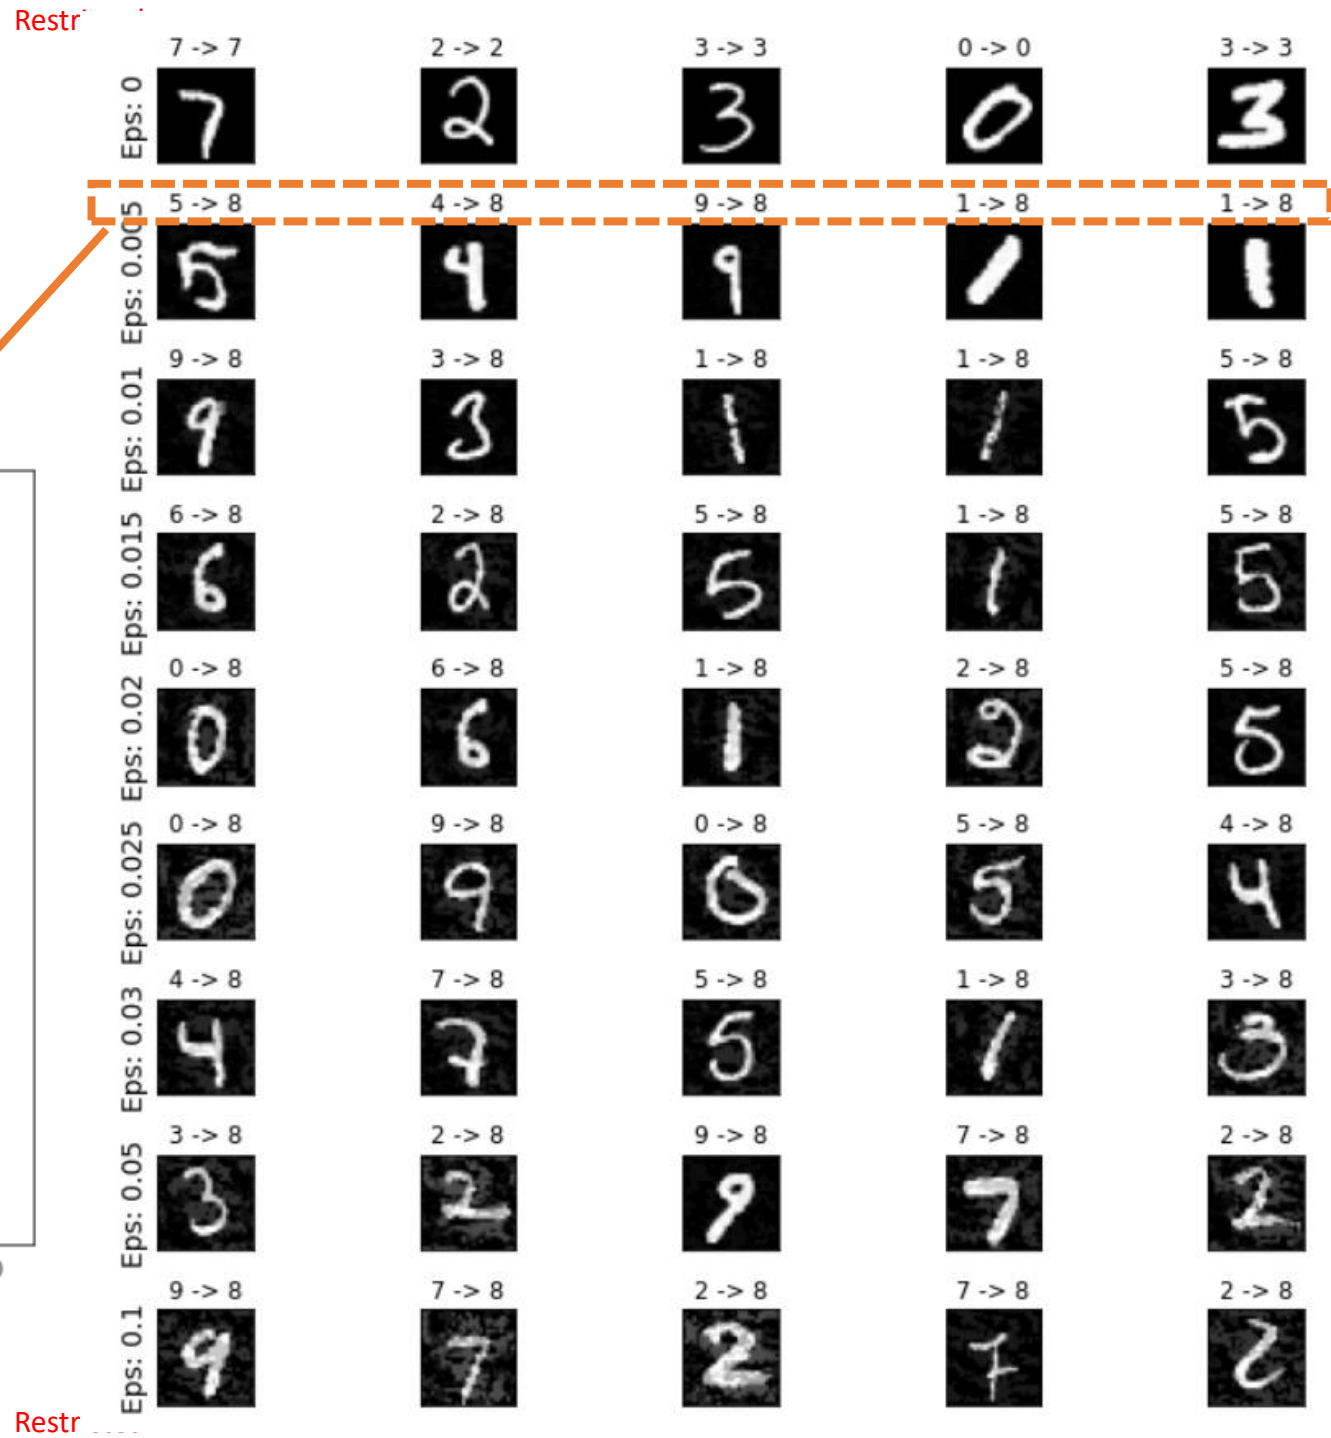 Restr
7 -> 7 2 -> 2 3 -> 3 0 -> 0 3 -> 3
Eps: 0
5 -> 8 4 -> 8 9 -> 8 1 -> 8 1 -> 8
Eps: 0.005
9 -> 8 3 -> 8 1 -> 8 1 -> 8 5 -> 8
Eps: 0.01
6 -> 8 2 -> 8 5 -> 8 1 -> 8 5 -> 8
Eps: 0.015
0 -> 8 6 -> 8 1 -> 8 2 -> 8 5 -> 8
Eps: 0.02
0 -> 8 9 -> 8 0 -> 8 5 -> 8 4 -> 8
Eps: 0.025
4 -> 8 7 -> 8 5 -> 8 1 -> 8 3 -> 8
Eps: 0.03
3 -> 8 2 -> 8 9 -> 8 7 -> 8 2 -> 8
Eps: 0.05
9 -> 8 7 -> 8 2 -> 8 7 -> 8 2 -> 8
Eps: 0.1
Restr